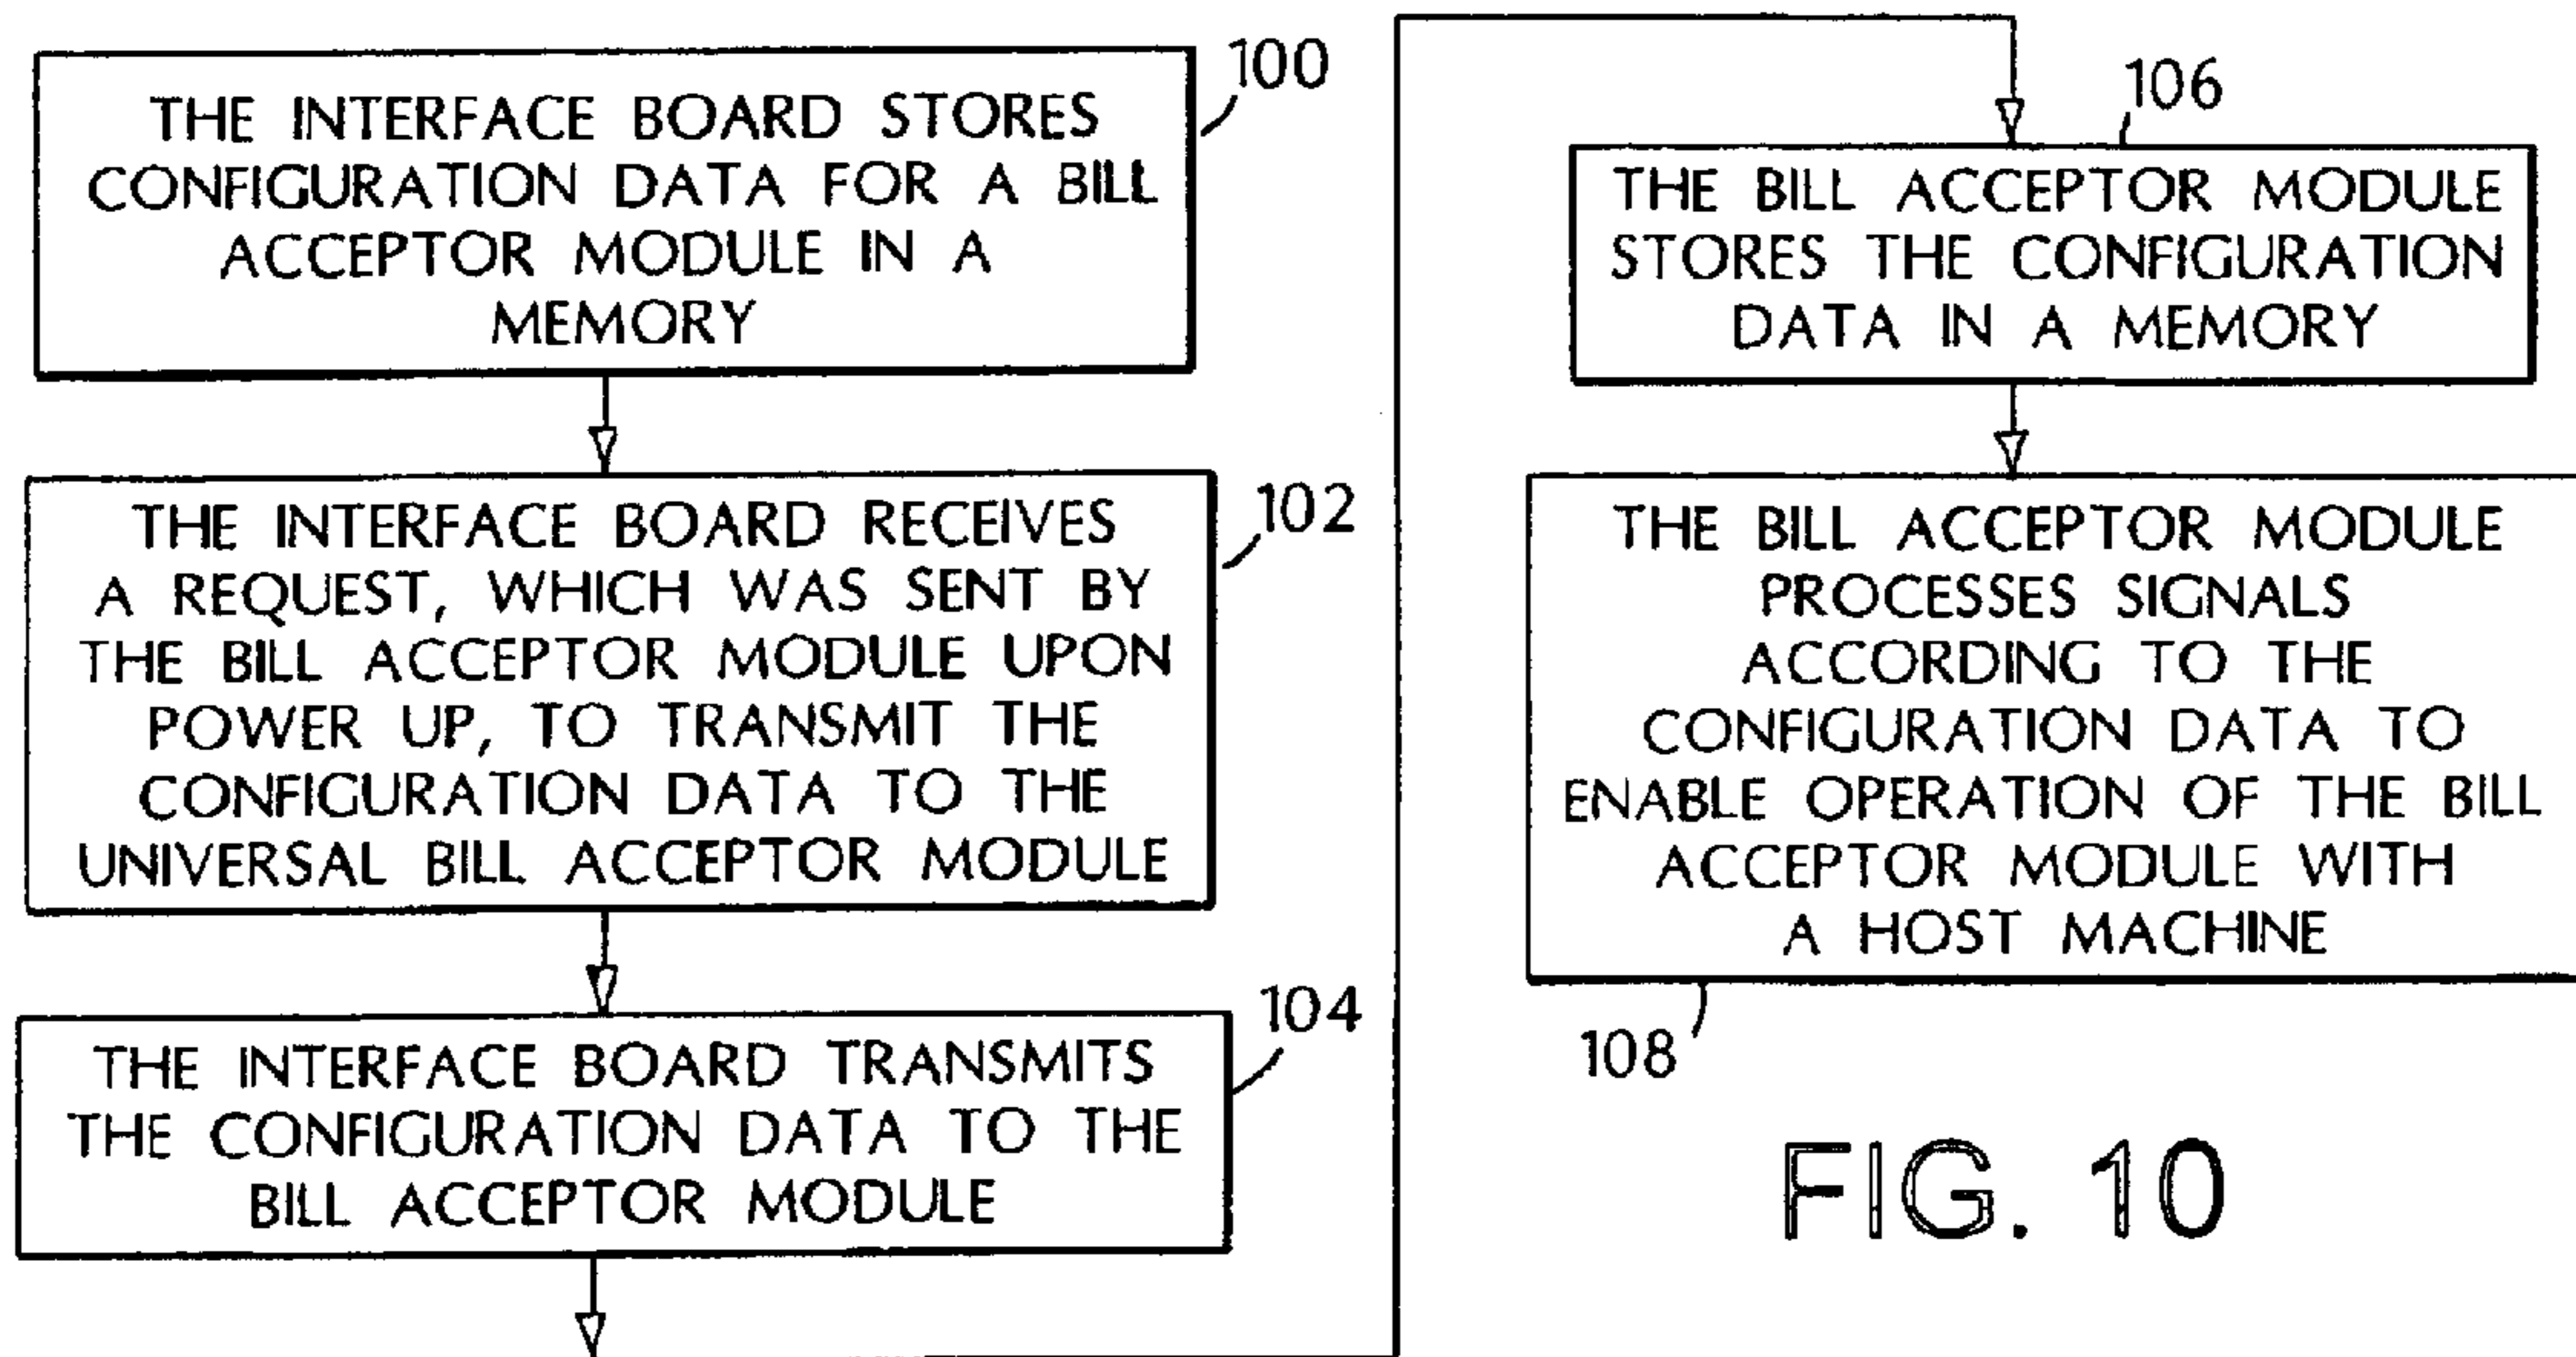 100
THE INTERFACE BOARD STORES
CONFIGURATION DATA FOR A BILL
ACCEPTOR MODULE IN A
MEMORY
102
THE INTERFACE BOARD RECEIVES
A REQUEST, WHICH WAS SENT BY
THE BILL ACCEPTOR MODULE UPON
POWER UP, TO TRANSMIT THE
CONFIGURATION DATA TO THE
UNIVERSAL BILL ACCEPTOR MODULE
104
THE INTERFACE BOARD TRANSMITS
THE CONFIGURATION DATA TO THE
BILL ACCEPTOR MODULE
106
THE BILL ACCEPTOR MODULE
STORES THE CONFIGURATION
DATA IN A MEMORY
THE BILL ACCEPTOR MODULE
PROCESSES SIGNALS
ACCORDING TO THE
CONFIGURATION DATA TO
ENABLE OPERATION OF THE BILL
ACCEPTOR MODULE WITH
A HOST MACHINE
108
FIG. 10